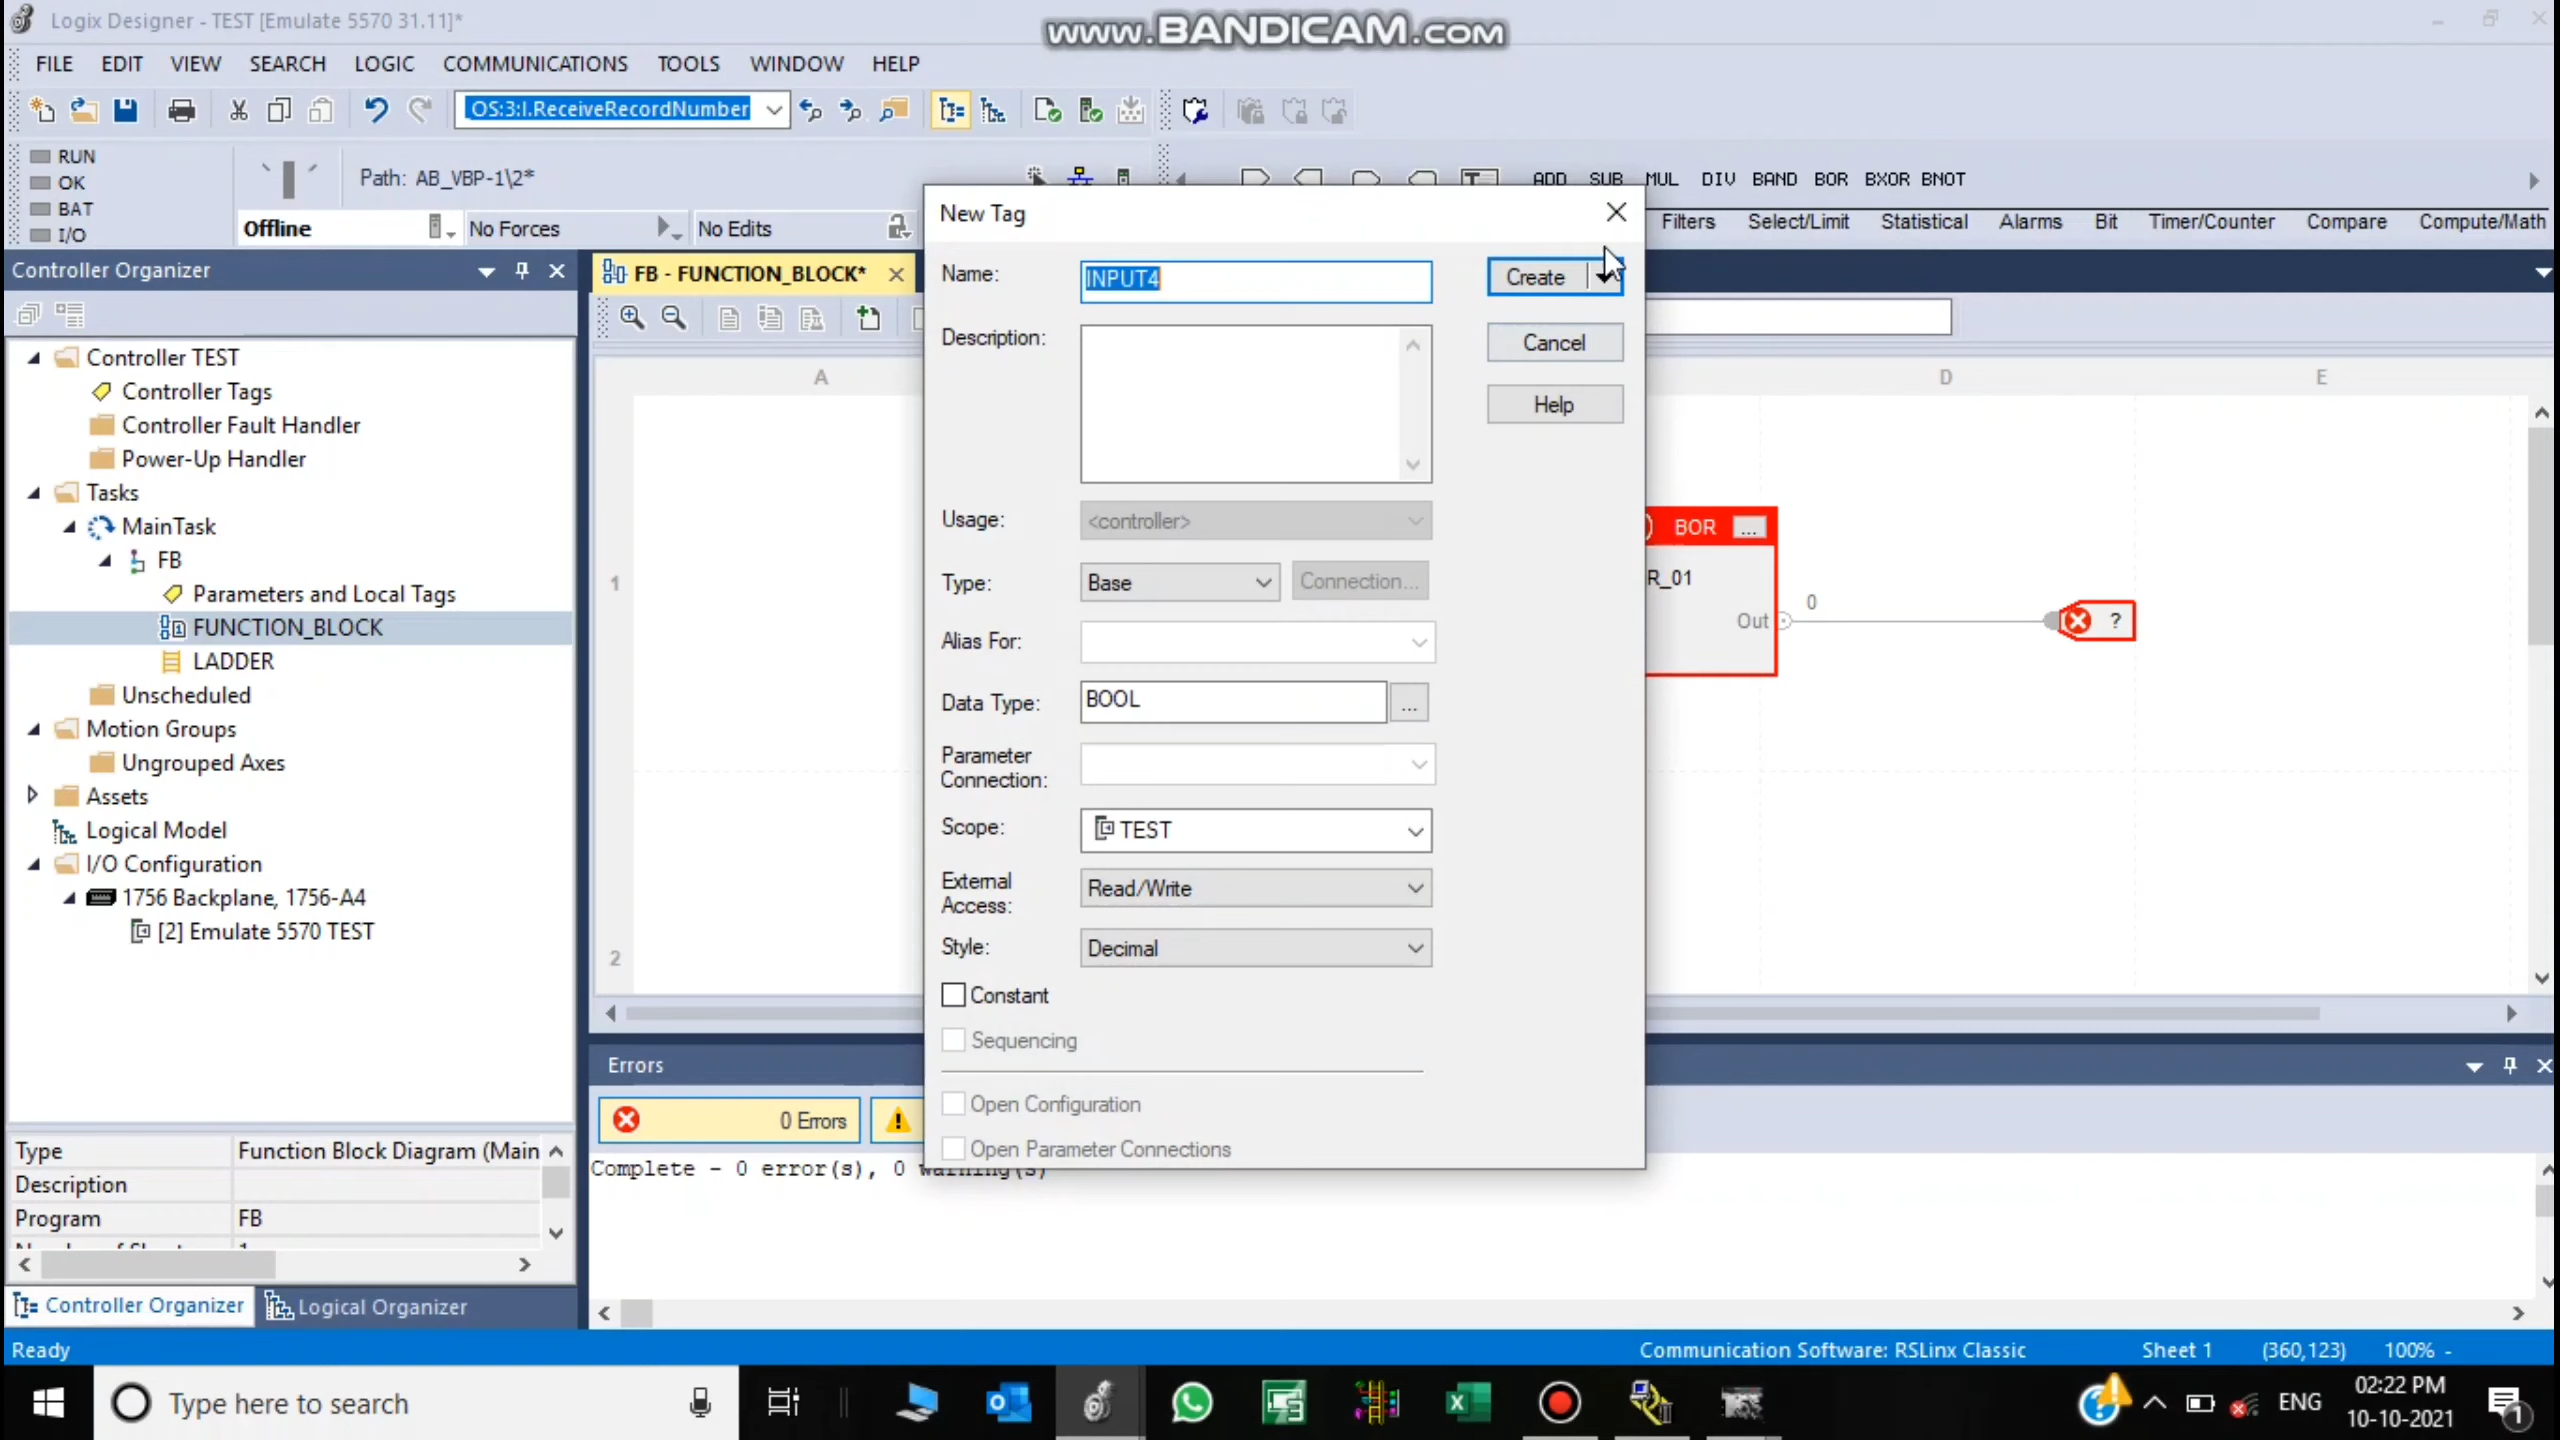 Logix Designer - TEST [Emulate 5570 31.11]*
www.BANDICAM.com
FILE EDIT VIEW SEARCH LOGIC COMMUNICATIONS TOOLS WINDOW HELP
OS:3:I.ReceiveRecordNumber
RUN
OK
BAT
I/O
Path: AB_VBP-1\2*
Offline
No Forces
No Edits
ADD SUB MUL DIV BAND BOR BXOR BNOT
Filters Select/Limit Statistical Alarms Bit Timer/Counter Compare Compute/Math
Controller Organizer
Controller TEST
Controller Tags
Controller Fault Handler
Power-Up Handler
Tasks
MainTask
FB
Parameters and Local Tags
FUNCTION_BLOCK
LADDER
Unscheduled
Motion Groups
Ungrouped Axes
Assets
Logical Model
I/O Configuration
1756 Backplane, 1756-A4
[2] Emulate 5570 TEST
Type Function Block Diagram (Main
Description
Program FB
Controller Organizer Logical Organizer
FB - FUNCTION_BLOCK*
A D E
1
2
BOR ...
R_01
Out 0 ?
New Tag
Name: INPUT4
Create
Description:
Cancel
Help
Usage: <controller>
Type: Base Connection...
Alias For:
Data Type: BOOL ...
Parameter
Connection:
Scope: TEST
External
Access: Read/Write
Style: Decimal
Constant
Sequencing
Open Configuration
Open Parameter Connections
Errors
0 Errors
Complete - 0 error(s), 0 warning(s)
Ready
Communication Software: RSLinx Classic Sheet 1 (360,123) 100%
Type here to search
ENG
02:22 PM
10-10-2021
1